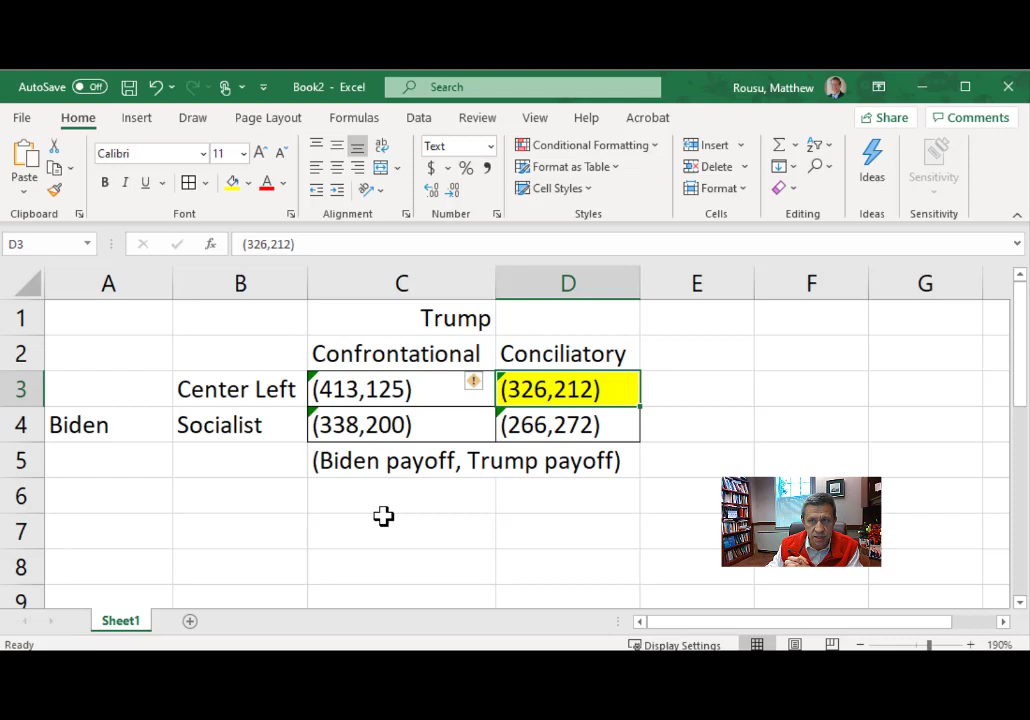 AutoSave Off Book2 - Excel Search Rousu, Matthew
File Home Insert Draw Page Layout Formulas Data Review View Help Acrobat Share Comments
Paste Calibri 11 A A ab Text Conditional Formatting Insert Σ Ideas Sensitivity
B I U A $ % Format as Table Delete
Cell Styles Format
Clipboard Font Alignment Number Styles Cells Editing Ideas Sensitivity
D3 fx (326,212)
A B C D E F G
1 Trump
2 Confrontational Conciliatory
3 Center Left (413,125) (326,212)
4 Biden Socialist (338,200) (266,272)
5 (Biden payoff, Trump payoff)
6
7
8
9
Sheet1
Ready Display Settings 190%